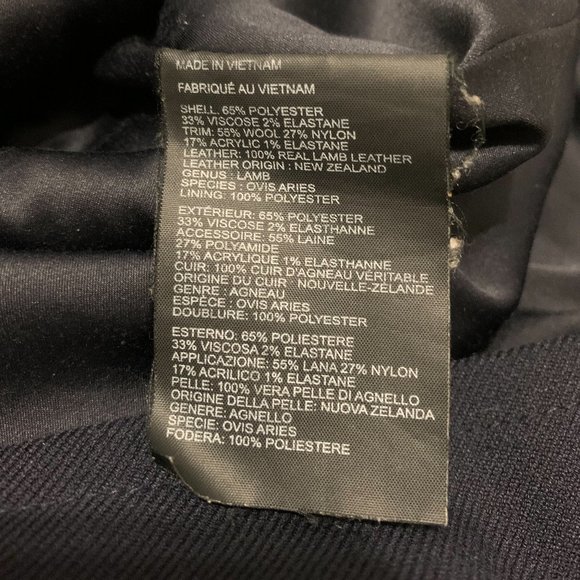 MADE IN VIETNAM
FABRIQUÉ AU VIETNAM
SHELL: 65% POLYESTER
33% VISCOSE 2% ELASTANE
TRIM: 55% WOOL 27% NYLON
17% ACRYLIC 1% ELASTANE
LEATHER: 100% REAL LAMB LEATHER
LEATHER ORIGIN : NEW ZEALAND
GENUS : LAMB
SPECIES : OVIS ARIES
LINING: 100% POLYESTER
EXTÉRIEUR: 65% POLYESTER
33% VISCOSE 2% ELASTHANNE
ACCESSOIRE: 55% LAINE
27% POLYAMIDE
17% ACRYLIQUE 1% ELASTHANNE
CUIR: 100% CUIR D'AGNEAU VÉRITABLE
ORIGINE DU CUIR : NOUVELLE-ZÉLANDE
GENRE : AGNEAU
ESPÈCE : OVIS ARIES
DOUBLURE: 100% POLYESTER
ESTERNO: 65% POLIESTERE
33% VISCOSA 2% ELASTANE
APPLICAZIONE: 55% LANA 27% NYLON
17% ACRILICO 1% ELASTANE
PELLE: 100% VERA PELLE DI AGNELLO
ORIGINE DELLA PELLE: NUOVA ZELANDA
GENERE: AGNELLO
SPECIE: OVIS ARIES
FODERA: 100% POLIESTERE